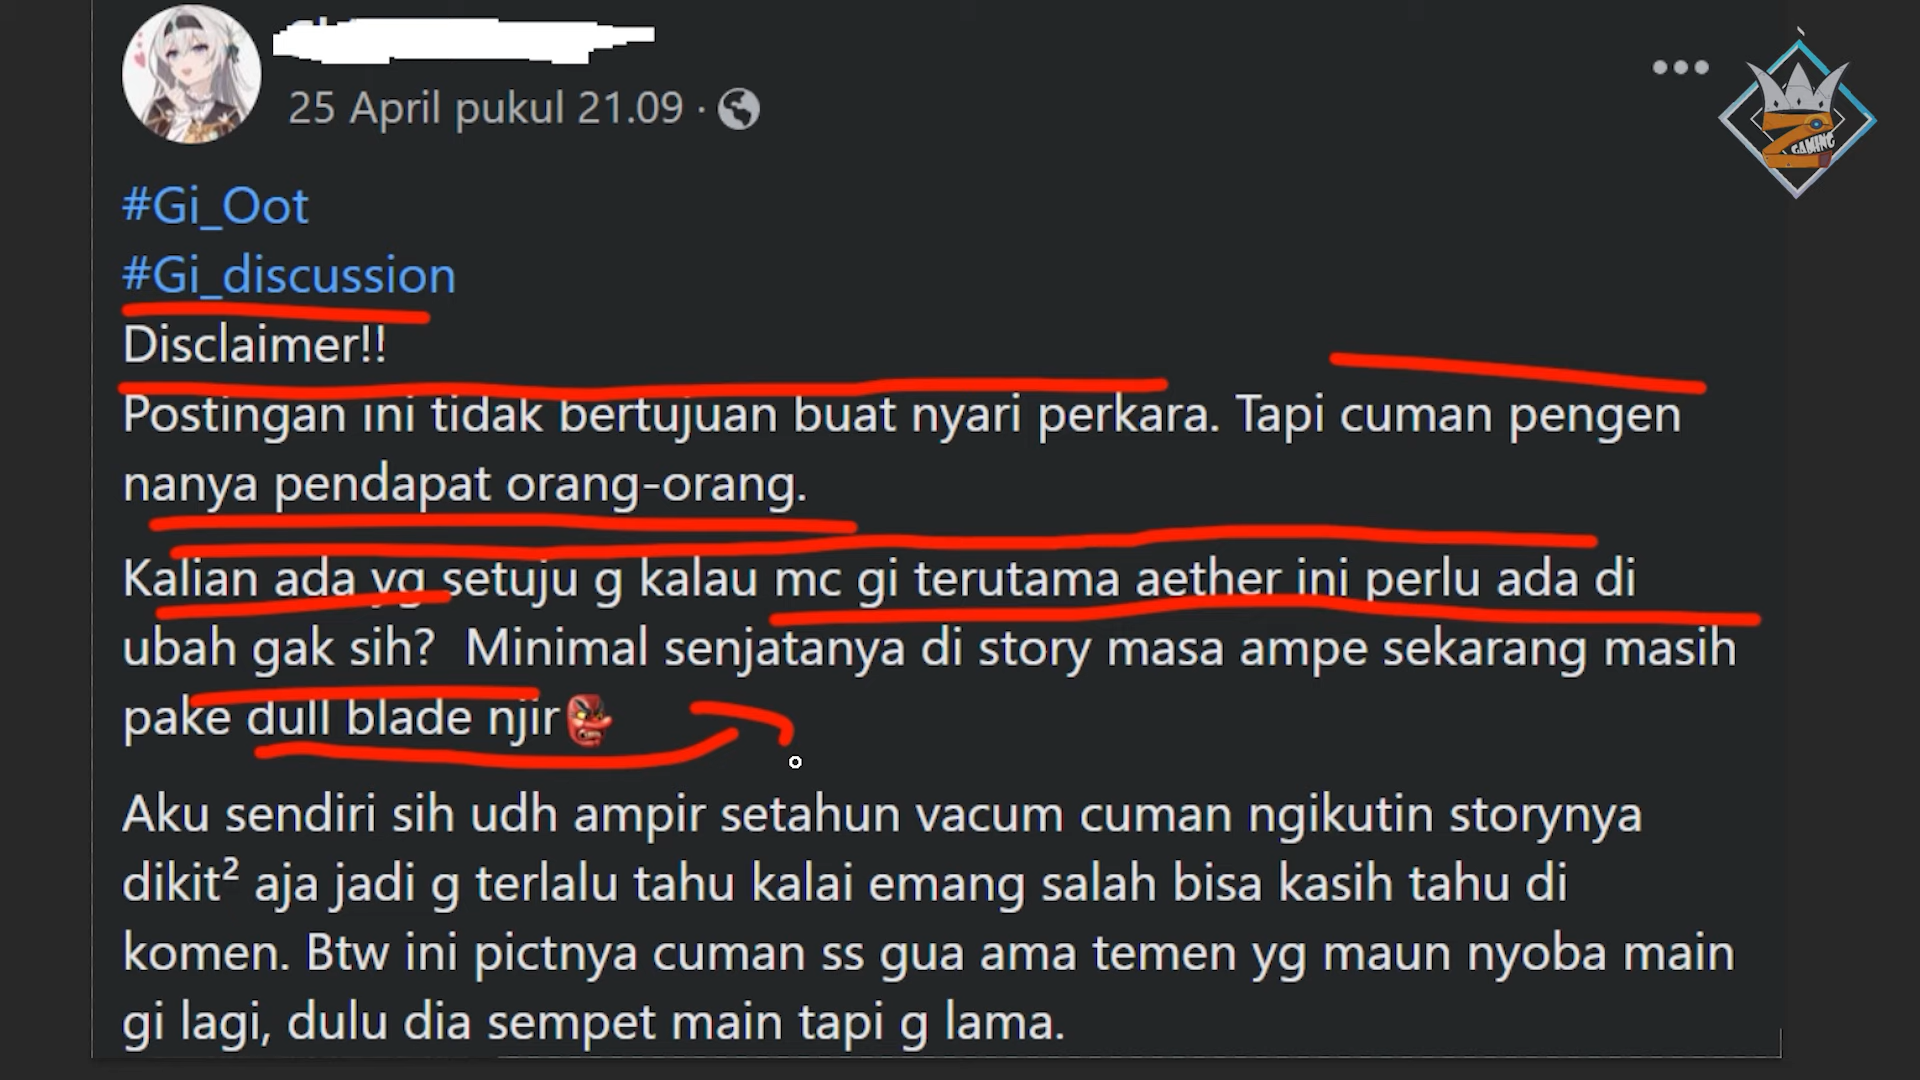 25 April pukul 21.09 ·
#Gi_Oot
#Gi_discussion
Disclaimer!!
Postingan ini tidak bertujuan buat nyari perkara. Tapi cuman pengen
nanya pendapat orang-orang.
Kalian ada yg setuju g kalau mc gi terutama aether ini perlu ada di
ubah gak sih? Minimal senjatanya di story masa ampe sekarang masih
pake dull blade njir👺
Aku sendiri sih udh ampir setahun vacum cuman ngikutin storynya
dikit² aja jadi g terlalu tahu kalai emang salah bisa kasih tahu di
komen. Btw ini pictnya cuman ss gua ama temen yg maun nyoba main
gi lagi, dulu dia sempet main tapi g lama.
GAMING